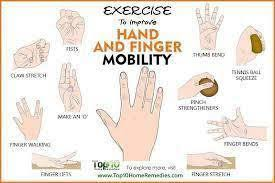 EXERCISE
To Improve
HAND
AND FINGER
MOBILITY
FISTS
THUMB BEND
CLAW STRETCH
TENNIS BALL
SQUEEZE
MAKE AN 'O'
PINCH
STRENGTHENERS
FINGER WALKING
FINGER BENDS
FINGER LIFTS
FINGER STRETCH
Top10
Home Remedies
To explore more, visit
www.Top10HomeRemedies.com